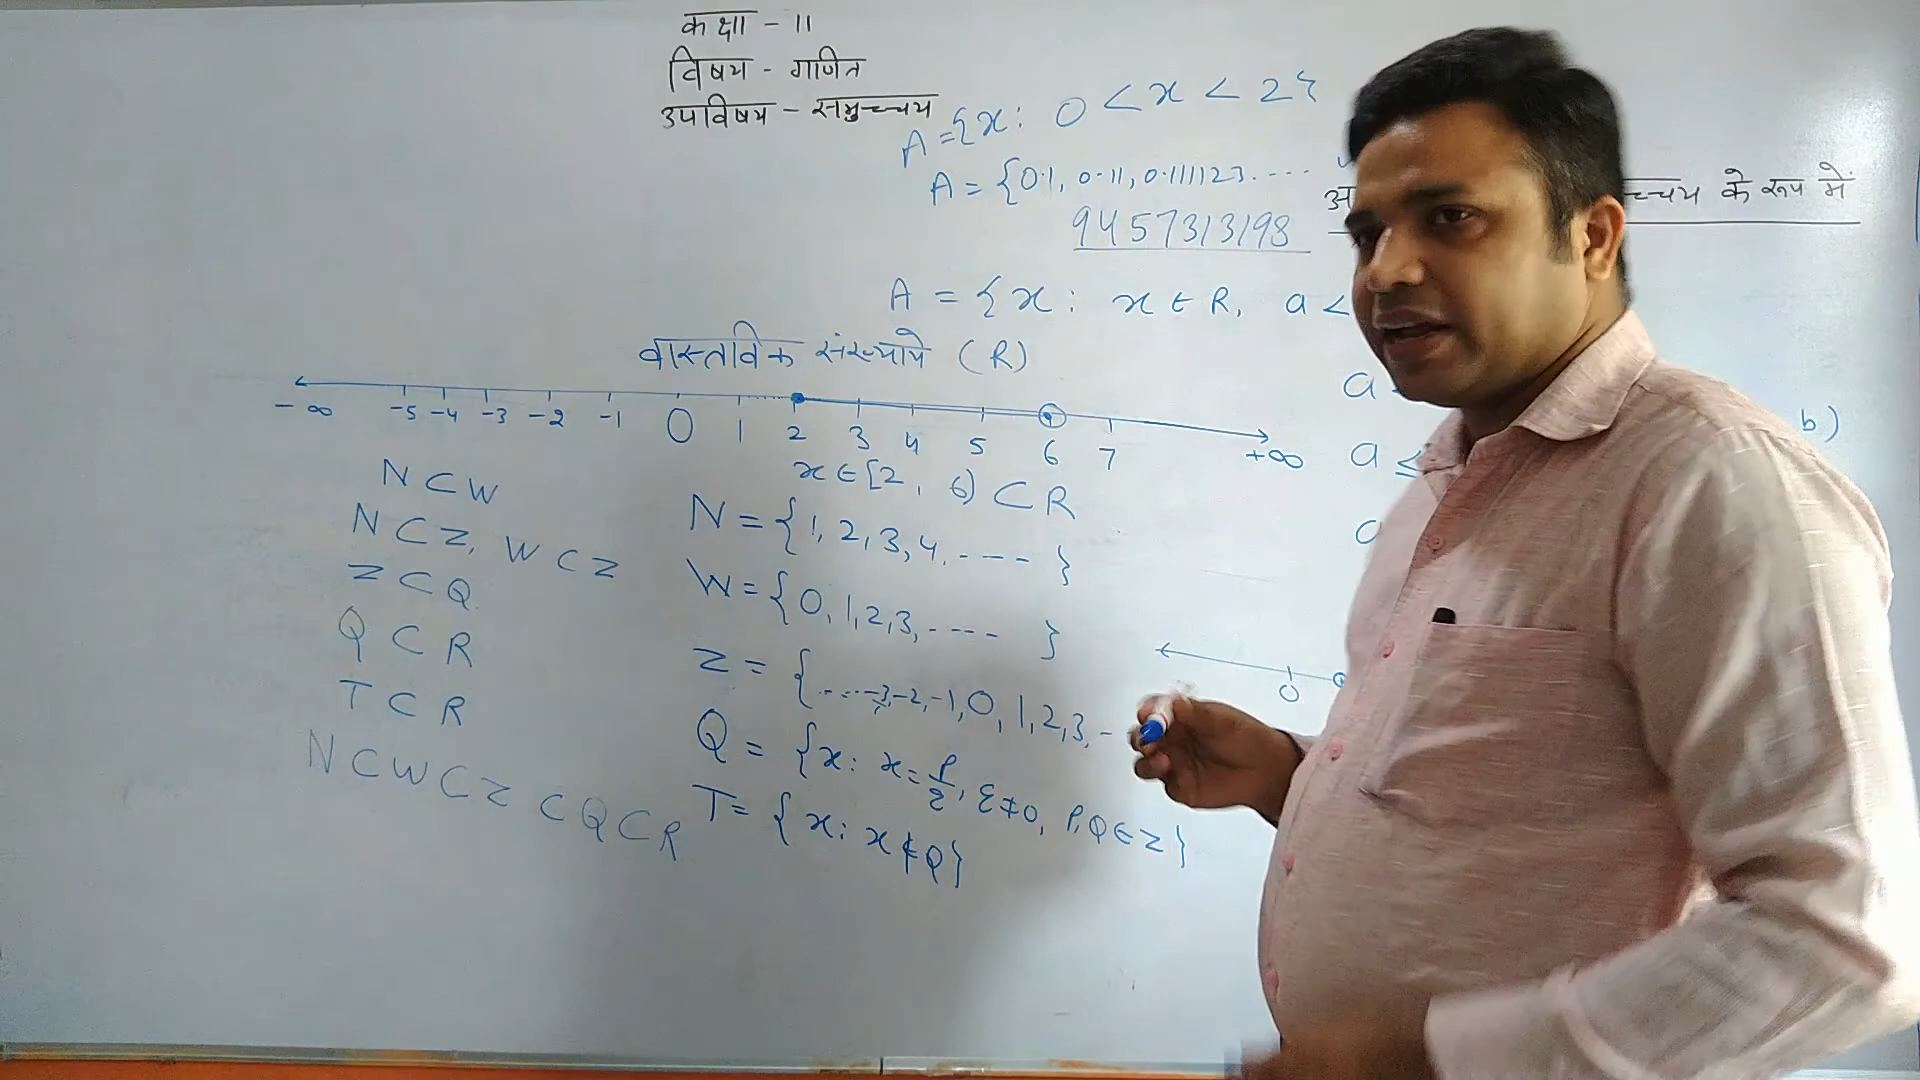 कक्षा - 11
विषय - गणित
उपविषय - समुच्चय
A = {x : 0 < x < 2}
A = {0.1, 0.11, 0.111123.....
9457313198
च्चय के रूप में
A = {x : x ∈ R, a <
वास्तविक संख्याये (R)
-∞ -5 -4 -3 -2 -1 0 1 2 3 4 5 6 7 +∞
x ∈ [2, 6) ⊂ R
a
b)
a ≤
a
N ⊂ W
N ⊂ Z, W ⊂ Z
Z ⊂ Q
Q ⊂ R
T ⊂ R
N ⊂ W ⊂ Z ⊂ Q ⊂ R
N = {1, 2, 3, 4, ---- }
W = {0, 1, 2, 3, ---- }
Z = {.....-3, -2, -1, 0, 1, 2, 3, -
Q = {x : x = p/q, q ≠ 0, P, Q ∈ Z}
T = {x : x ∉ Q}
0